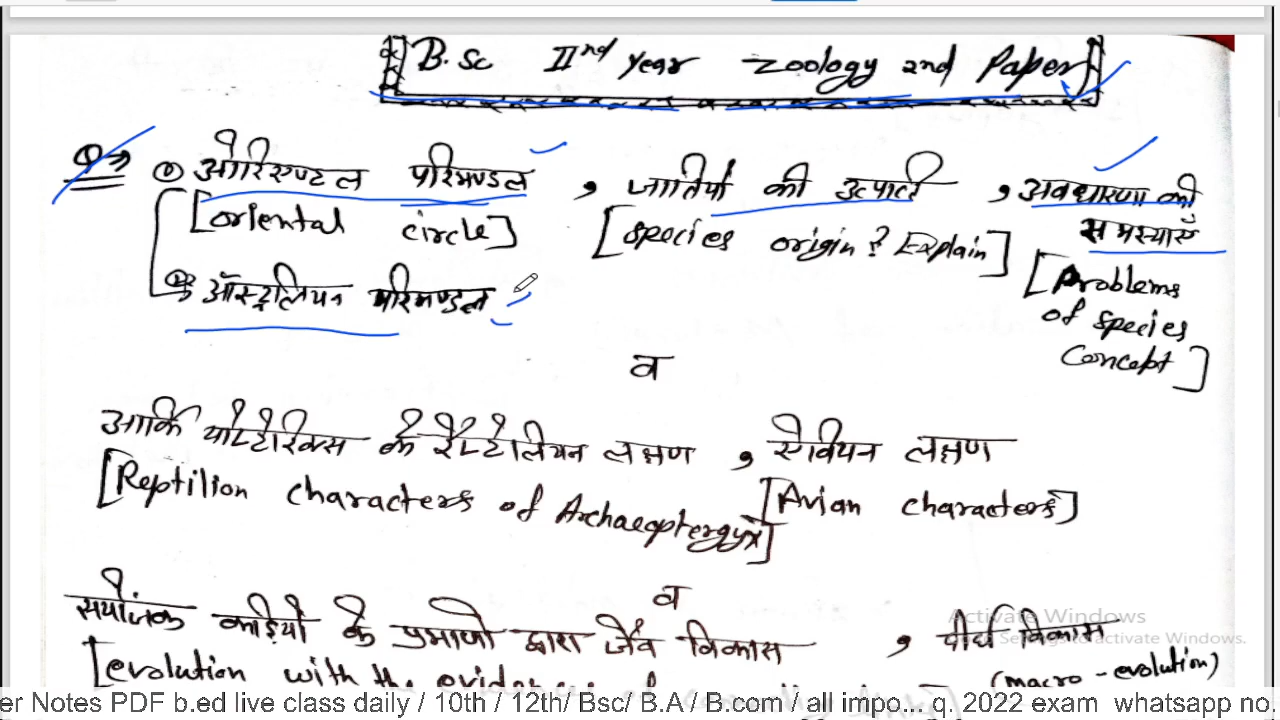 B.Sc IInd year Zoology 2nd Paper
Q→ ① ओरिएण्टल परिमण्डल , जातियों की उत्पत्ति , अवधारणा की समस्याएँ
[oriental circle] [species origin? Explain] [Problems of species concept]
② ऑस्ट्रेलियन परिमण्डल
व
आर्कियोप्टेरिक्स के रेप्टेलियन लक्षण , ऐवियन लक्षण
[Reptilion characters of Archaeoptergyx] [Avian characters]
व
संयोजक कड़ियों के प्रमाणों द्वारा जैव विकास , दीर्घ विकास
[evolution with the (macro-evolution)
Activate Windows
Go to Settings to activate Windows.
er Notes PDF b.ed live class daily / 10th / 12th/ Bsc/ B.A / B.com / all impo... q. 2022 exam whatsapp no.